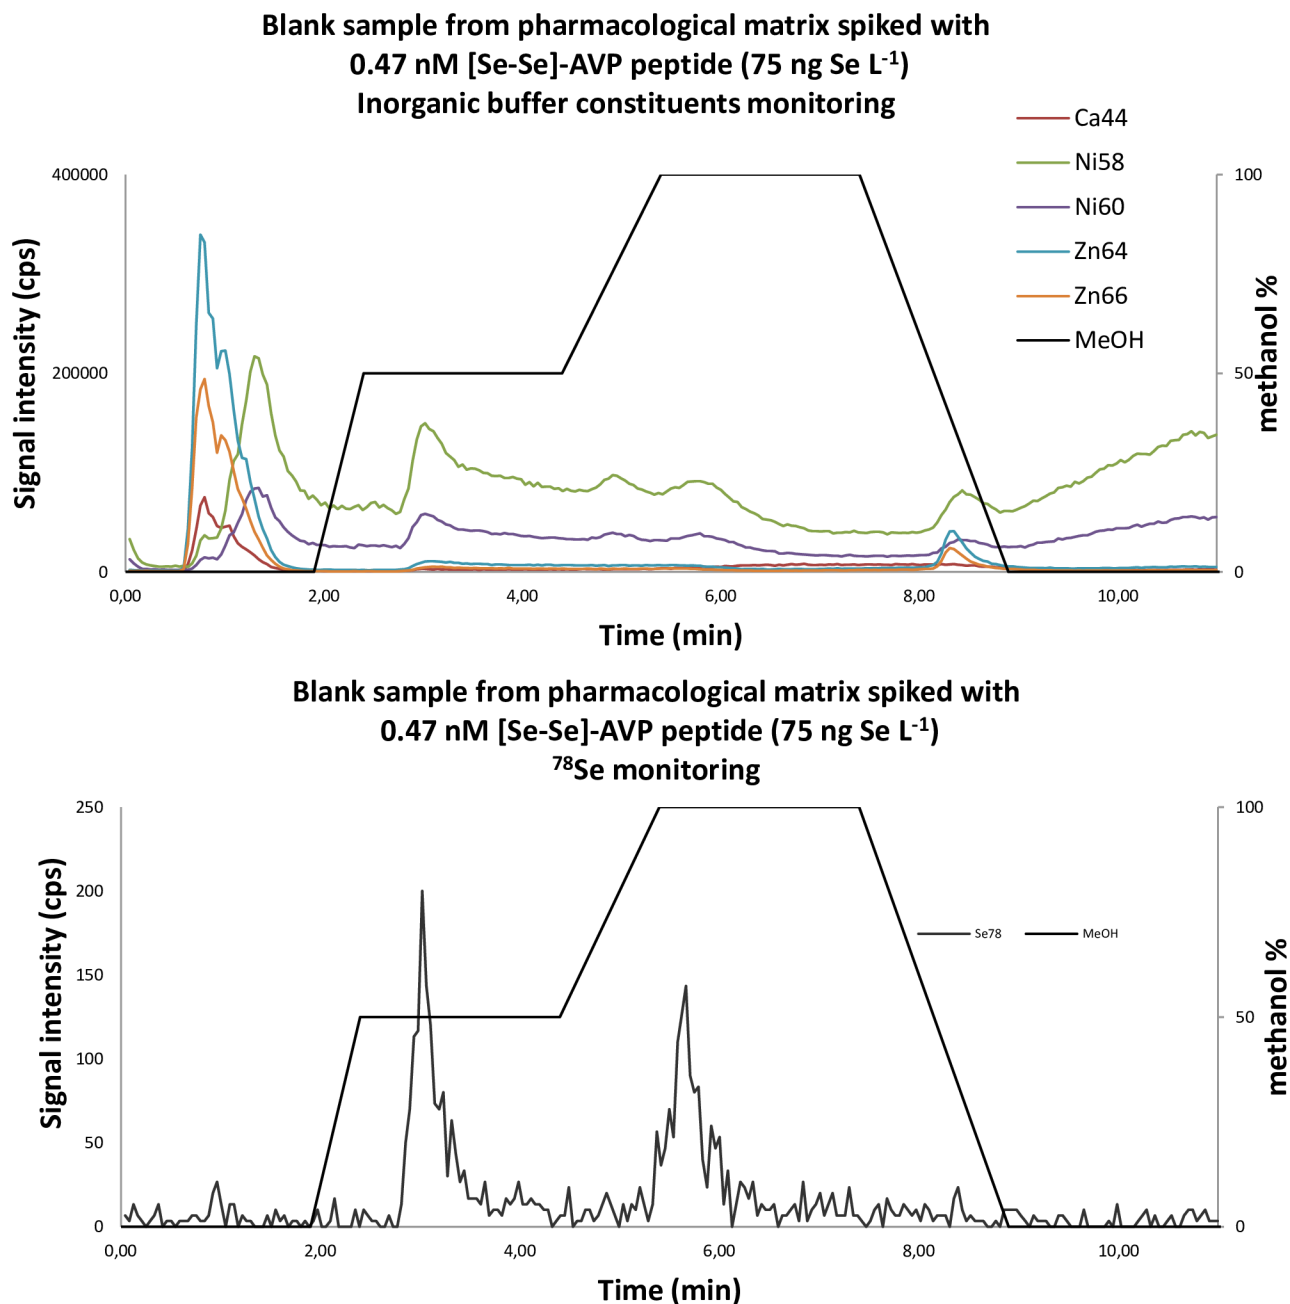 Blank sample from pharmacological matrix spiked with
0.47 nM [Se-Se]-AVP peptide (75 ng Se L-1)
Inorganic buffer constituents monitoring
Ca44
Ni58
Ni60
Zn64
Zn66
MeOH
400000
200000
0
Signal intensity (cps)
100
50
0
methanol %
0,00 2,00 4,00 6,00 8,00 10,00
Time (min)
Blank sample from pharmacological matrix spiked with
0.47 nM [Se-Se]-AVP peptide (75 ng Se L-1)
78Se monitoring
250
200
150
100
50
0
Signal intensity (cps)
Se78 MeOH
100
50
0
methanol %
0,00 2,00 4,00 6,00 8,00 10,00
Time (min)